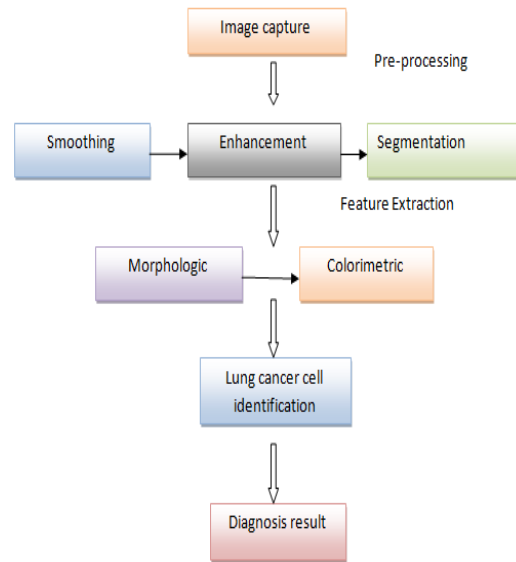 Image capture
Pre-processing
Smoothing
Enhancement
Segmentation
Feature Extraction
Morphologic
Colorimetric
Lung cancer cell
identification
Diagnosis result